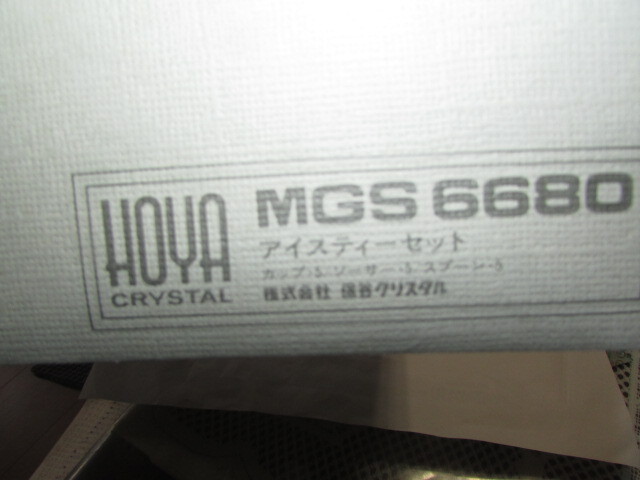 HOYA
CRYSTAL
MGS 6680
アイスティーセット
カップ・5 ソーサー・5 スプーン・5
株式会社 保谷クリスタル